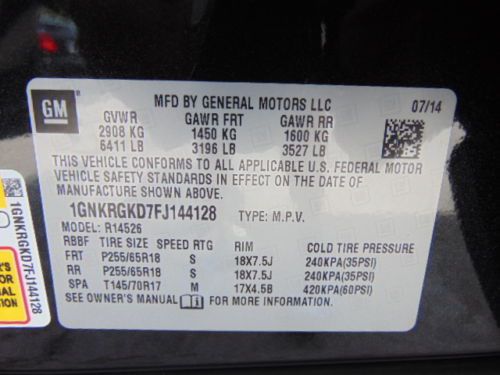 GM
MFD BY GENERAL MOTORS LLC 07/14
GVWR GAWR FRT GAWR RR
2908 KG 1450 KG 1600 KG
6411 LB 3196 LB 3527 LB
THIS VEHICLE CONFORMS TO ALL APPLICABLE U.S. FEDERAL MOTOR
VEHICLE SAFETY STANDARDS IN EFFECT ON THE DATE OF
MANUFACTURE SHOWN ABOVE.
1GNKRGKD7FJ144128 TYPE: M.P.V.
MODEL: R14526
RBBF TIRE SIZE SPEED RTG RIM COLD TIRE PRESSURE
FRT P255/65R18 S 18X7.5J 240KPA(35PSI)
RR P255/65R18 S 18X7.5J 240KPA(35PSI)
SPA T145/70R17 M 17X4.5B 420KPA(60PSI)
SEE OWNER'S MANUAL FOR MORE INFORMATION.
1GNKRGKD7FJ144128